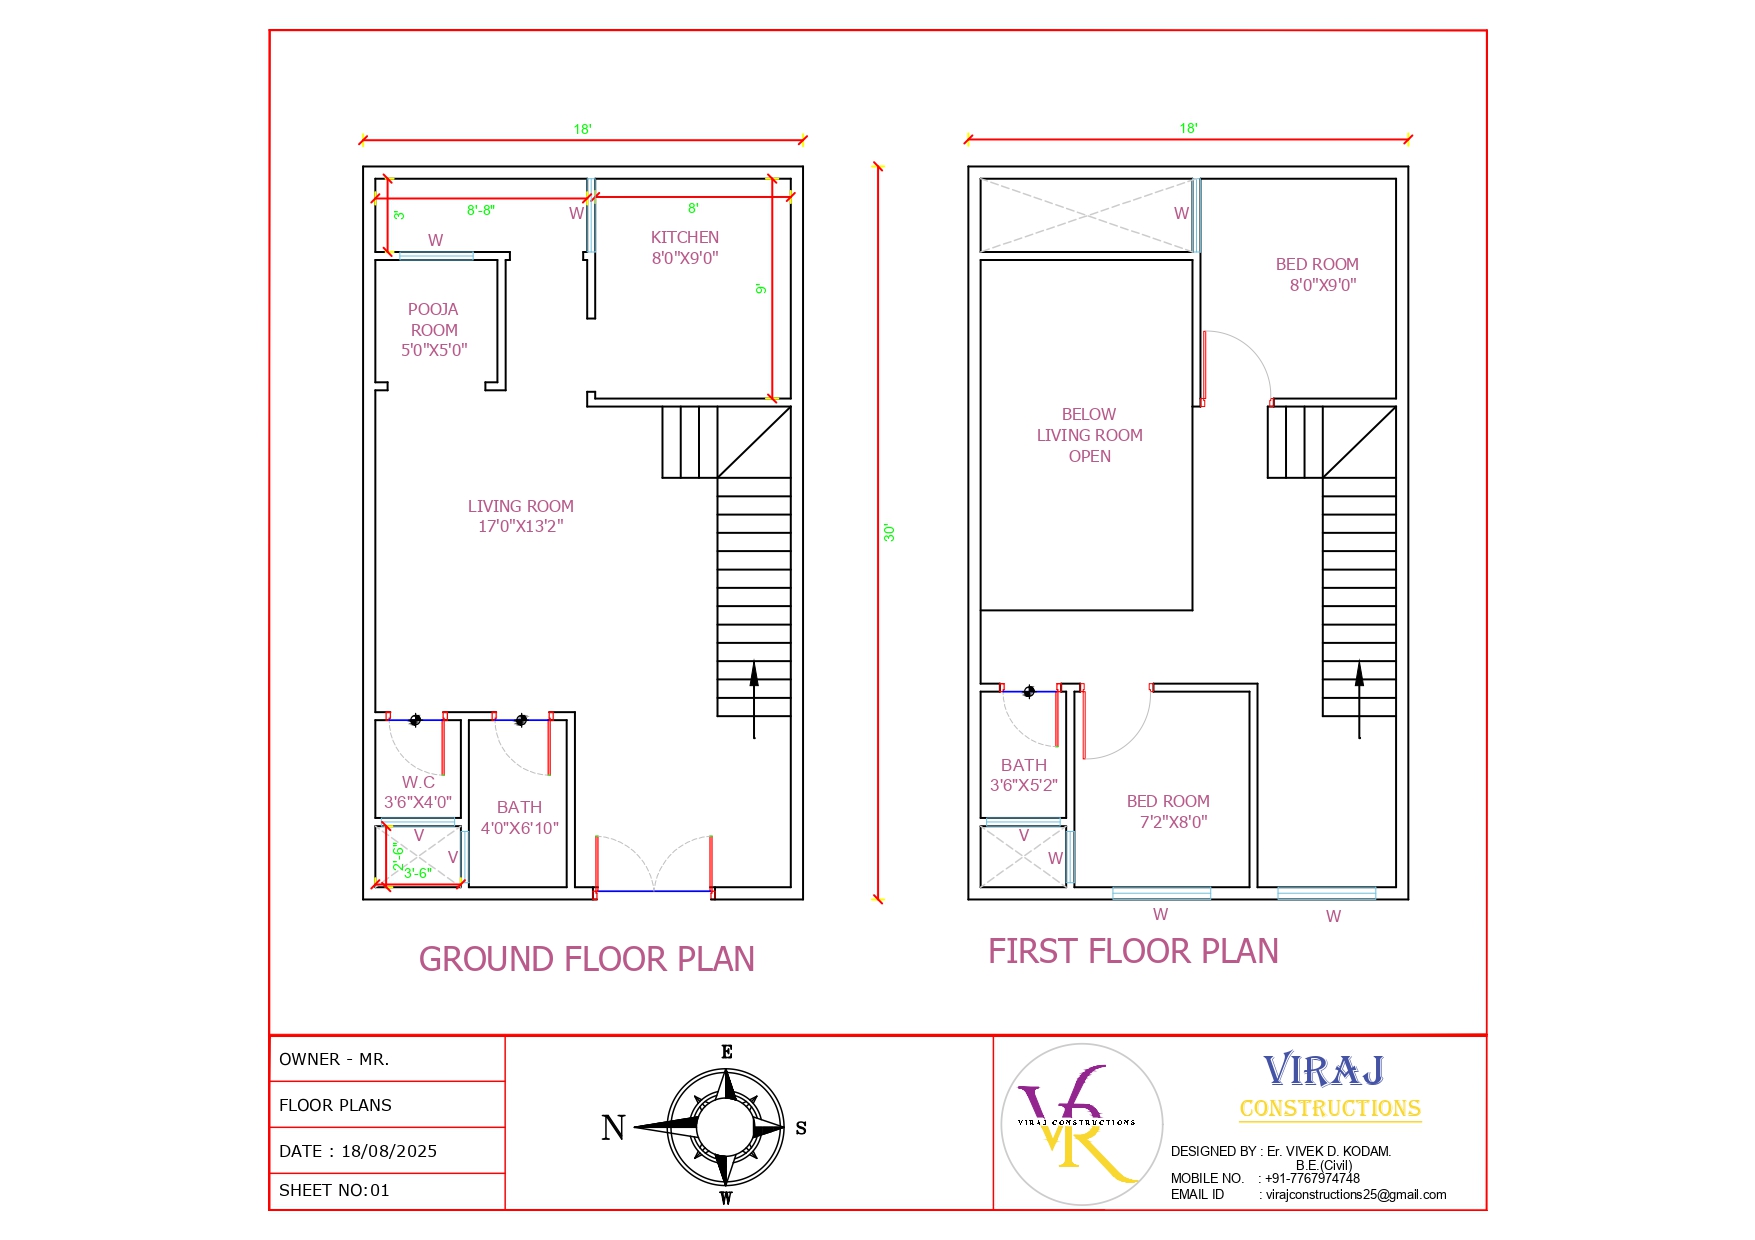 18'
8'-8"
8'
3'
W
W
KITCHEN
8'0"X9'0"
9'
POOJA
ROOM
5'0"X5'0"
LIVING ROOM
17'0"X13'2"
W.C
3'6"X4'0"
BATH
4'0"X6'10"
V
V
2'-6"
3'-6"
GROUND FLOOR PLAN
30'
18'
W
BED ROOM
8'0"X9'0"
BELOW
LIVING ROOM
OPEN
BATH
3'6"X5'2"
BED ROOM
7'2"X8'0"
V
W
W
W
FIRST FLOOR PLAN
OWNER - MR.
FLOOR PLANS
DATE : 18/08/2025
SHEET NO:01
E
N
S
W
VK
VIRAJ CONSTRUCTIONS
VR
VIRAJ
CONSTRUCTIONS
DESIGNED BY : Er. VIVEK D. KODAM.
B.E.(Civil)
MOBILE NO. : +91-7767974748
EMAIL ID : virajconstructions25@gmail.com